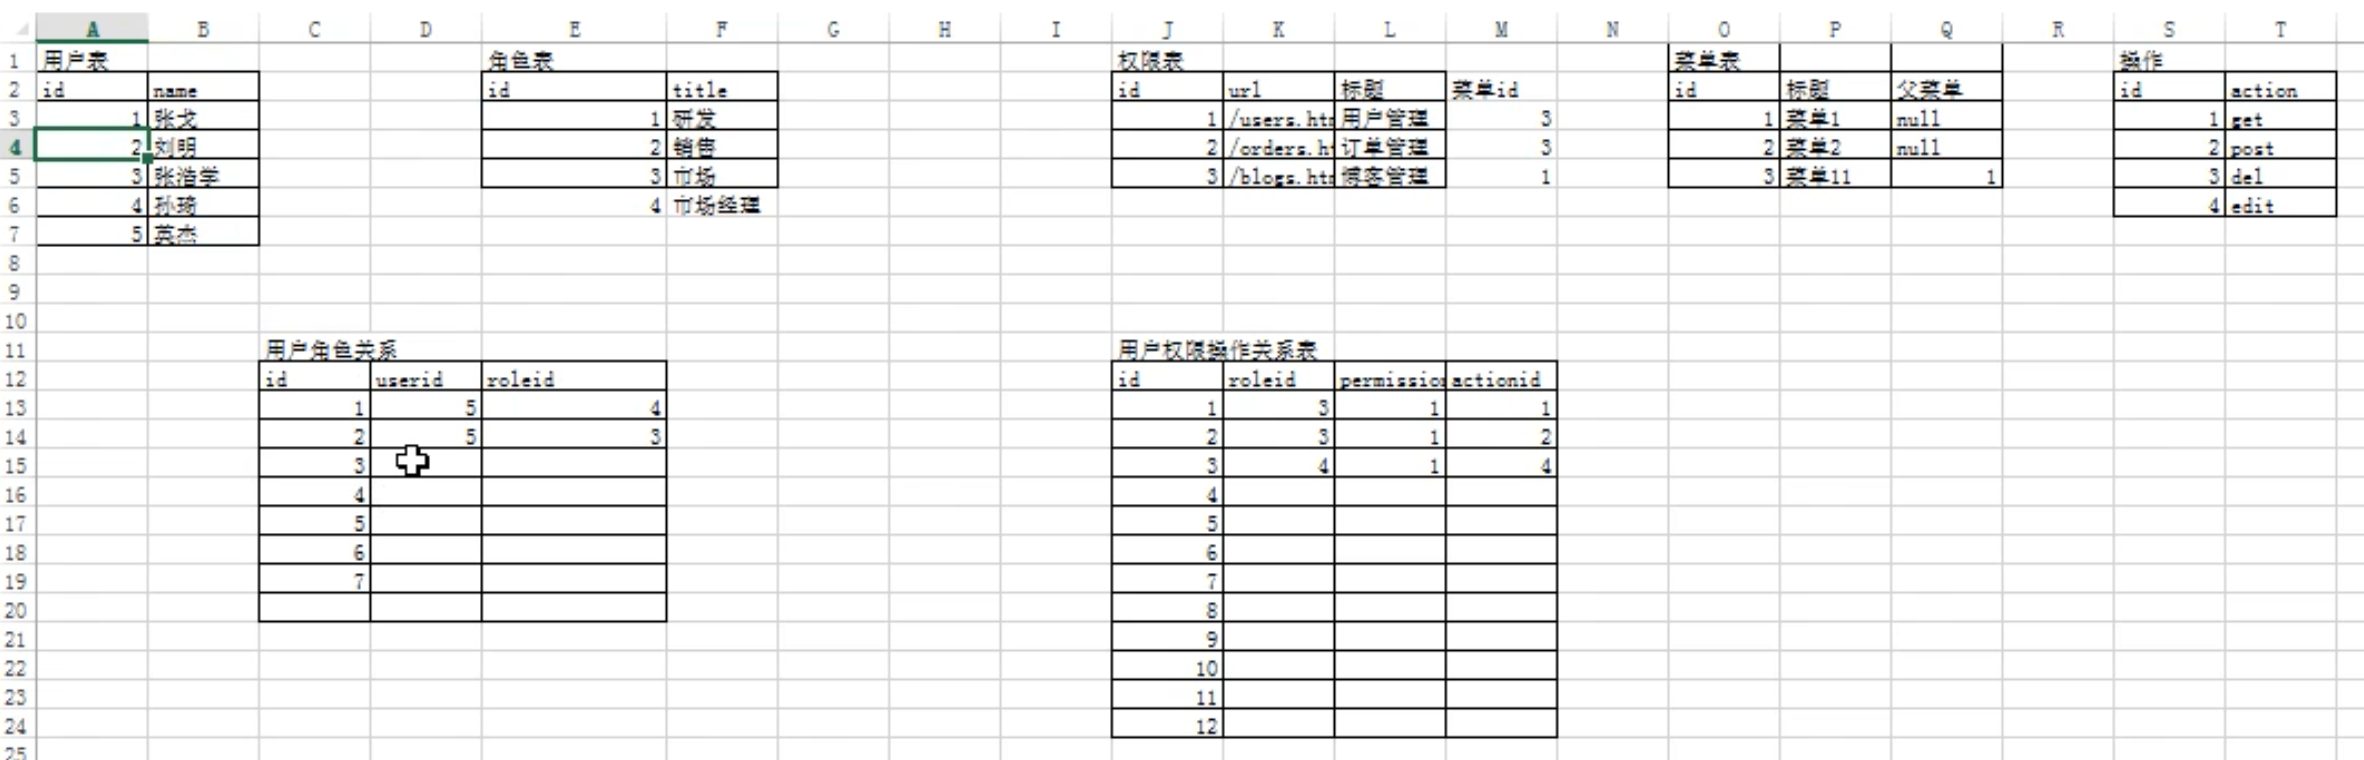 A B C D E F G H I J K L M N O P Q R S T
1 用户表 角色表 权限表 菜单表 操作
2 id name id title id url 标题 菜单id id 标题 父菜单 id action
3 1 张戈 1 研发 1 /users.htm 用户管理 3 1 菜单1 null 1 get
4 2 刘明 2 销售 2 /orders.ht 订单管理 3 2 菜单2 null 2 post
5 3 张浩学 3 市场 3 /blogs.htm 博客管理 1 3 菜单11 1 3 del
6 4 孙琦 4 市场经理 4 edit
7 5 英杰
8
9
10
11 用户角色关系 用户权限操作关系表
12 id userid roleid id roleid permission actionid
13 1 5 4 1 3 1 1
14 2 5 3 2 3 1 2
15 3 3 4 1 4
16 4 4
17 5 5
18 6 6
19 7 7
20 8
21 9
22 10
23 11
24 12
25